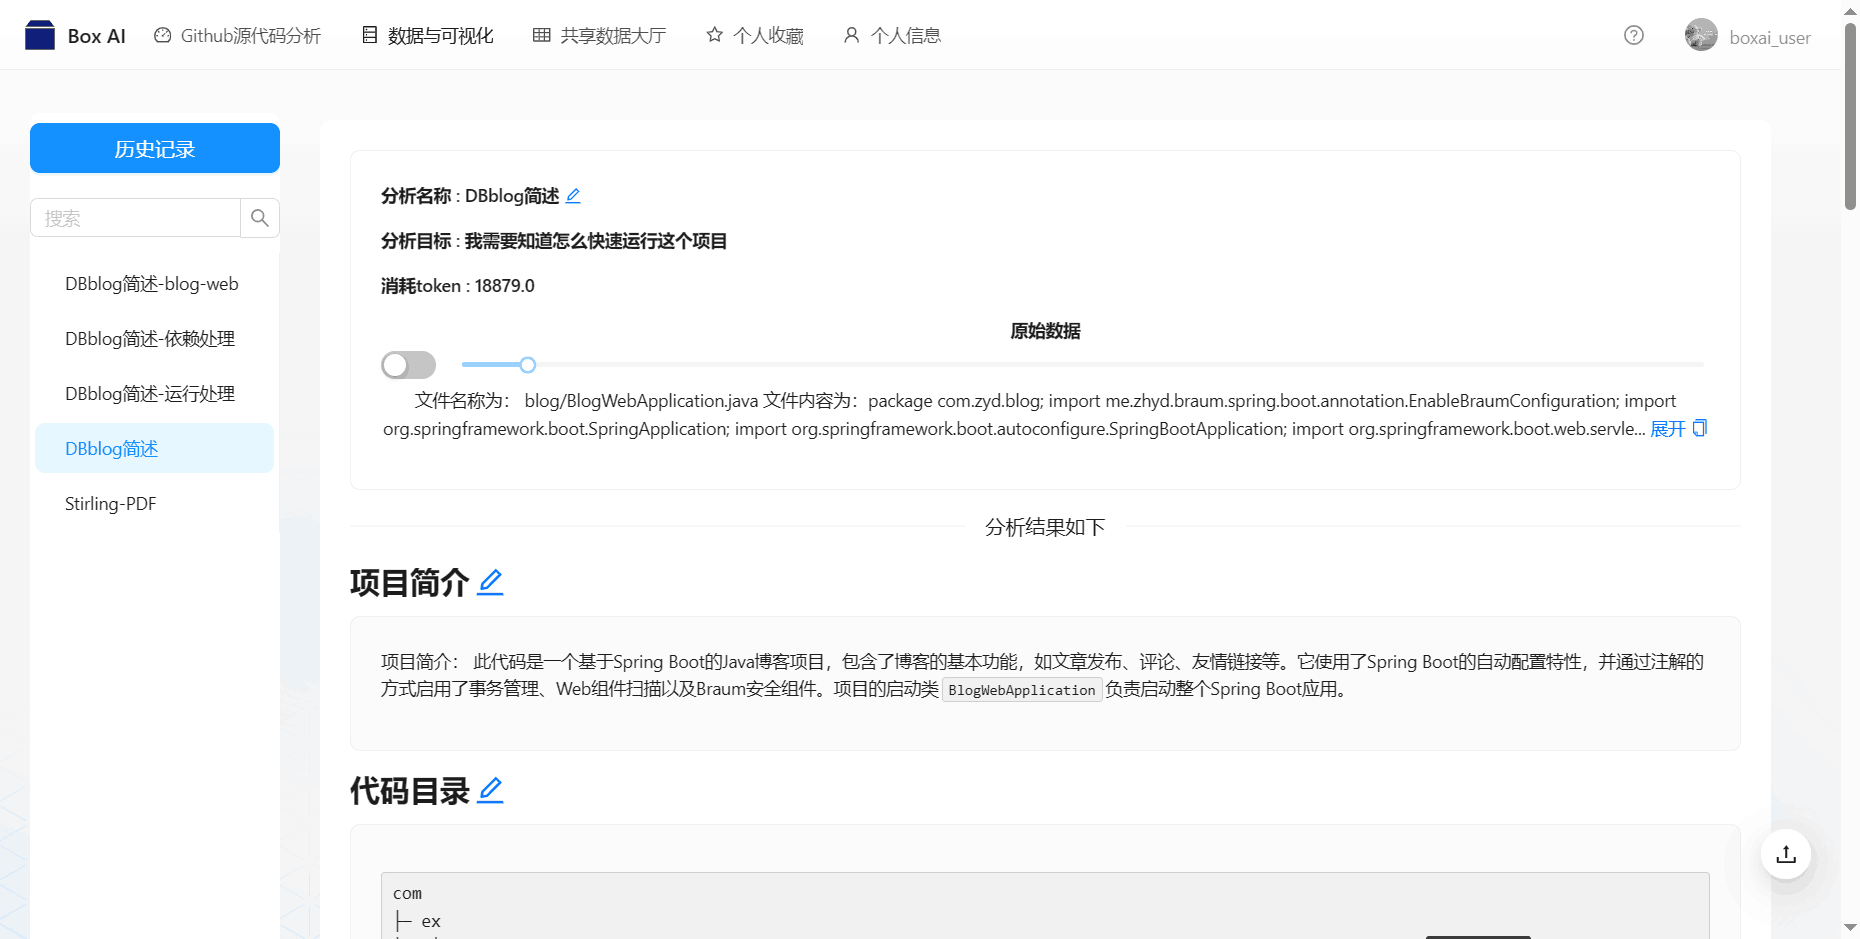 Box AI Github源代码分析 数据与可视化 共享数据大厅 个人收藏 个人信息 boxai_user
历史记录
搜索
DBblog简述-blog-web
DBblog简述-依赖处理
DBblog简述-运行处理
DBblog简述
Stirling-PDF
分析名称 : DBblog简述
分析目标 : 我需要知道怎么快速运行这个项目
消耗token : 18879.0
原始数据
文件名称为： blog/BlogWebApplication.java 文件内容为：package com.zyd.blog; import me.zhyd.braum.spring.boot.annotation.EnableBraumConfiguration; import
org.springframework.boot.SpringApplication; import org.springframework.boot.autoconfigure.SpringBootApplication; import org.springframework.boot.web.servle... 展开
分析结果如下
项目简介
项目简介： 此代码是一个基于Spring Boot的Java博客项目，包含了博客的基本功能，如文章发布、评论、友情链接等。它使用了Spring Boot的自动配置特性，并通过注解的
方式启用了事务管理、Web组件扫描以及Braum安全组件。项目的启动类 BlogWebApplication 负责启动整个Spring Boot应用。
代码目录
com
├─ ex